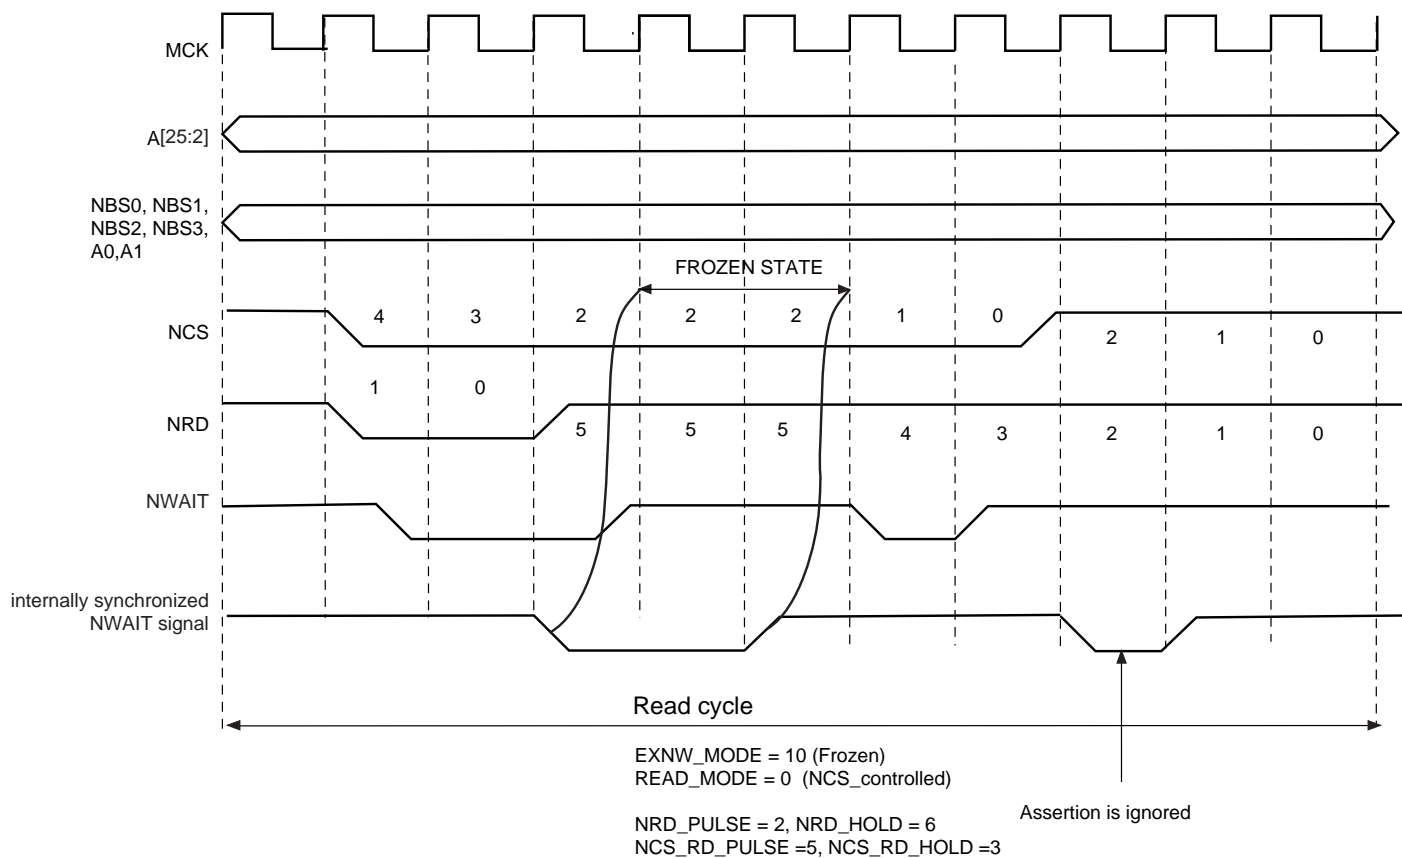 MCK
A[25:2]
NBS0, NBS1,
NBS2, NBS3,
A0,A1
FROZEN STATE
NCS
4 3 2 2 2 1 0
2 1 0
1 0
NRD
5 5 5 4 3 2 1 0
NWAIT
internally synchronized
NWAIT signal
Read cycle
EXNW_MODE = 10 (Frozen)
READ_MODE = 0 (NCS_controlled)
Assertion is ignored
NRD_PULSE = 2, NRD_HOLD = 6
NCS_RD_PULSE =5, NCS_RD_HOLD =3